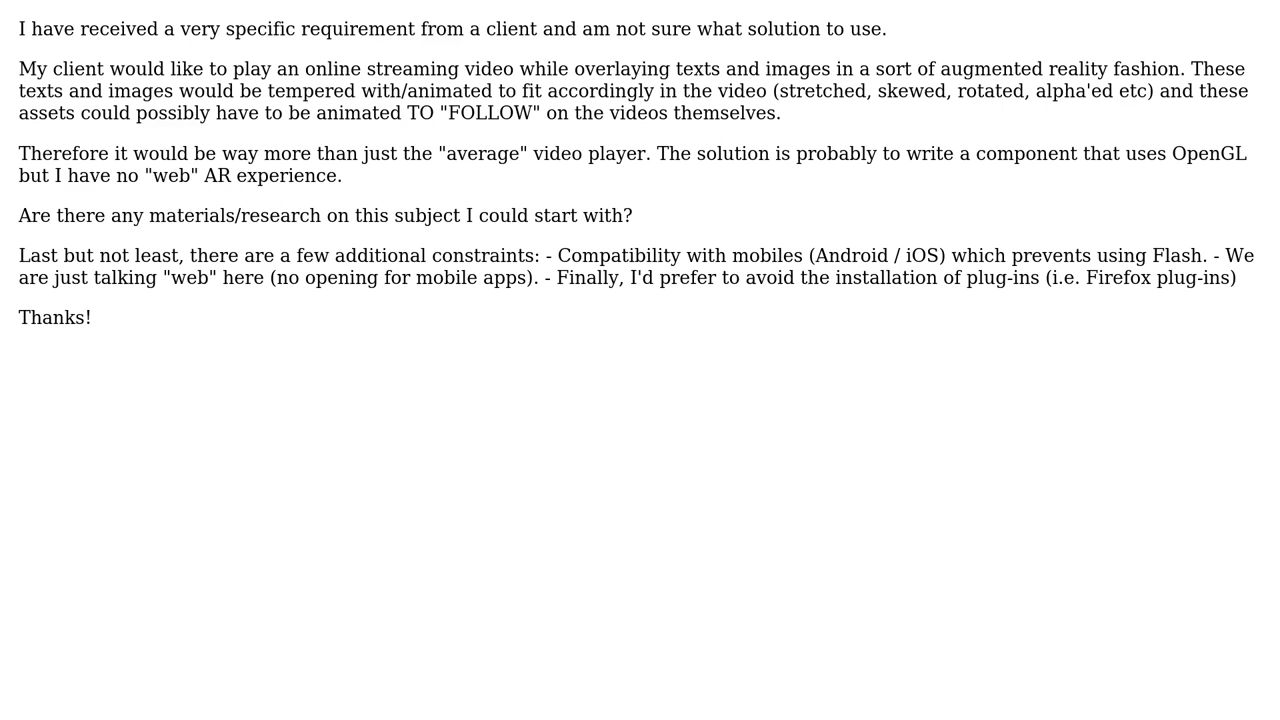 I have received a very specific requirement from a client and am not sure what solution to use.
My client would like to play an online streaming video while overlaying texts and images in a sort of augmented reality fashion. These
texts and images would be tempered with/animated to fit accordingly in the video (stretched, skewed, rotated, alpha'ed etc) and these
assets could possibly have to be animated TO "FOLLOW" on the videos themselves.
Therefore it would be way more than just the "average" video player. The solution is probably to write a component that uses OpenGL
but I have no "web" AR experience.
Are there any materials/research on this subject I could start with?
Last but not least, there are a few additional constraints: - Compatibility with mobiles (Android / iOS) which prevents using Flash. - We
are just talking "web" here (no opening for mobile apps). - Finally, I'd prefer to avoid the installation of plug-ins (i.e. Firefox plug-ins)
Thanks!